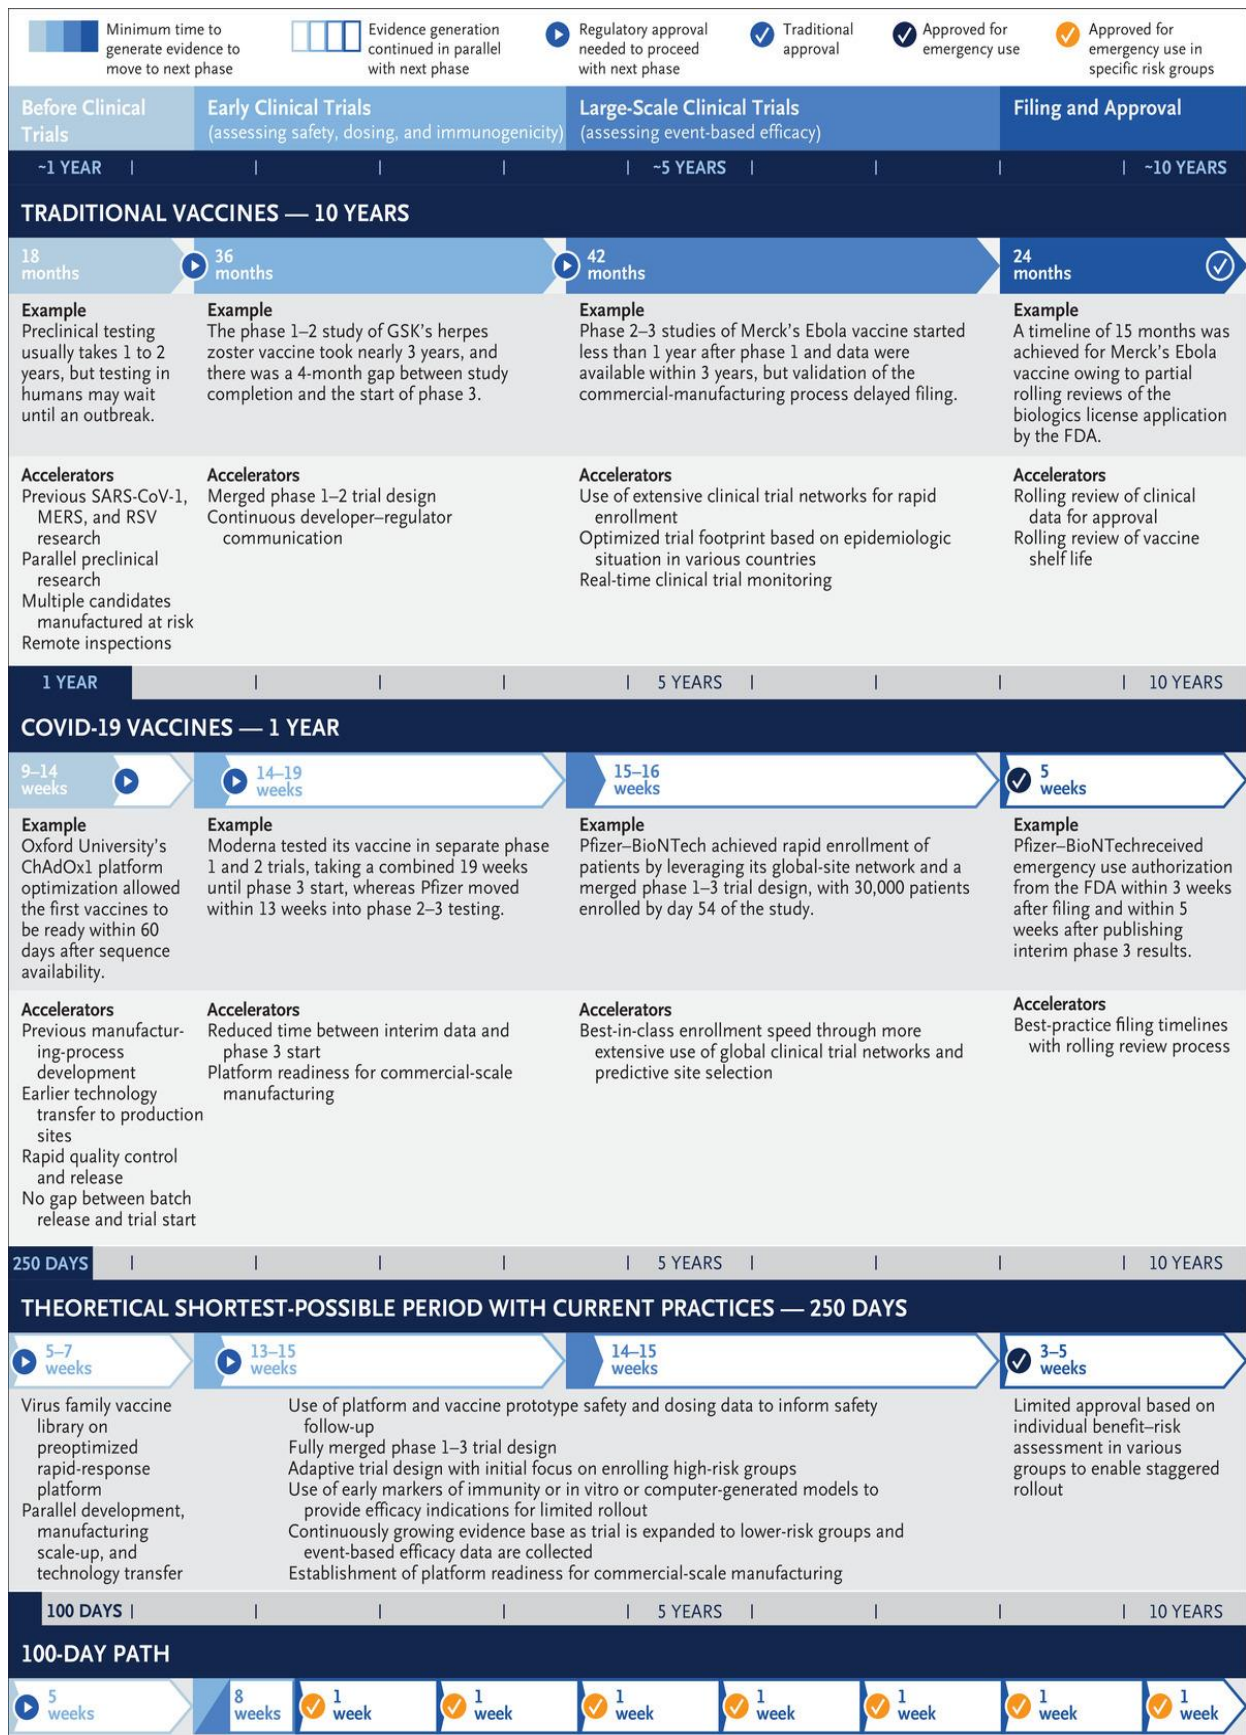 Minimum time to
generate evidence to
move to next phase
Evidence generation
continued in parallel
with next phase
Regulatory approval
needed to proceed
with next phase
Traditional
approval
Approved for
emergency use
Approved for
emergency use in
specific risk groups
Before Clinical
Trials
Early Clinical Trials
(assessing safety, dosing, and immunogenicity)
Large-Scale Clinical Trials
(assessing event-based efficacy)
Filing and Approval
~1 YEAR
~5 YEARS
~10 YEARS
TRADITIONAL VACCINES — 10 YEARS
18
months
36
months
42
months
24
months
Example
Preclinical testing
usually takes 1 to 2
years, but testing in
humans may wait
until an outbreak.
Example
The phase 1–2 study of GSK's herpes
zoster vaccine took nearly 3 years, and
there was a 4-month gap between study
completion and the start of phase 3.
Example
Phase 2–3 studies of Merck's Ebola vaccine started
less than 1 year after phase 1 and data were
available within 3 years, but validation of the
commercial-manufacturing process delayed filing.
Example
A timeline of 15 months was
achieved for Merck's Ebola
vaccine owing to partial
rolling reviews of the
biologics license application
by the FDA.
Accelerators
Previous SARS-CoV-1,
MERS, and RSV
research
Parallel preclinical
research
Multiple candidates
manufactured at risk
Remote inspections
Accelerators
Merged phase 1–2 trial design
Continuous developer–regulator
communication
Accelerators
Use of extensive clinical trial networks for rapid
enrollment
Optimized trial footprint based on epidemiologic
situation in various countries
Real-time clinical trial monitoring
Accelerators
Rolling review of clinical
data for approval
Rolling review of vaccine
shelf life
1 YEAR
5 YEARS
10 YEARS
COVID-19 VACCINES — 1 YEAR
9–14
weeks
14–19
weeks
15–16
weeks
5
weeks
Example
Oxford University's
ChAdOx1 platform
optimization allowed
the first vaccines to
be ready within 60
days after sequence
availability.
Example
Moderna tested its vaccine in separate phase
1 and 2 trials, taking a combined 19 weeks
until phase 3 start, whereas Pfizer moved
within 13 weeks into phase 2–3 testing.
Example
Pfizer–BioNTech achieved rapid enrollment of
patients by leveraging its global-site network and a
merged phase 1–3 trial design, with 30,000 patients
enrolled by day 54 of the study.
Example
Pfizer–BioNTechreceived
emergency use authorization
from the FDA within 3 weeks
after filing and within 5
weeks after publishing
interim phase 3 results.
Accelerators
Previous manufactur-
ing-process
development
Earlier technology
transfer to production
sites
Rapid quality control
and release
No gap between batch
release and trial start
Accelerators
Reduced time between interim data and
phase 3 start
Platform readiness for commercial-scale
manufacturing
Accelerators
Best-in-class enrollment speed through more
extensive use of global clinical trial networks and
predictive site selection
Accelerators
Best-practice filing timelines
with rolling review process
250 DAYS
5 YEARS
10 YEARS
THEORETICAL SHORTEST-POSSIBLE PERIOD WITH CURRENT PRACTICES — 250 DAYS
5–7
weeks
13–15
weeks
14–15
weeks
3–5
weeks
Virus family vaccine
library on
preoptimized
rapid-response
platform
Parallel development,
manufacturing
scale-up, and
technology transfer
Use of platform and vaccine prototype safety and dosing data to inform safety
follow-up
Fully merged phase 1–3 trial design
Adaptive trial design with initial focus on enrolling high-risk groups
Use of early markers of immunity or in vitro or computer-generated models to
provide efficacy indications for limited rollout
Continuously growing evidence base as trial is expanded to lower-risk groups and
event-based efficacy data are collected
Establishment of platform readiness for commercial-scale manufacturing
Limited approval based on
individual benefit–risk
assessment in various
groups to enable staggered
rollout
100 DAYS
5 YEARS
10 YEARS
100-DAY PATH
5
weeks
8
weeks
1
week
1
week
1
week
1
week
1
week
1
week
1
week